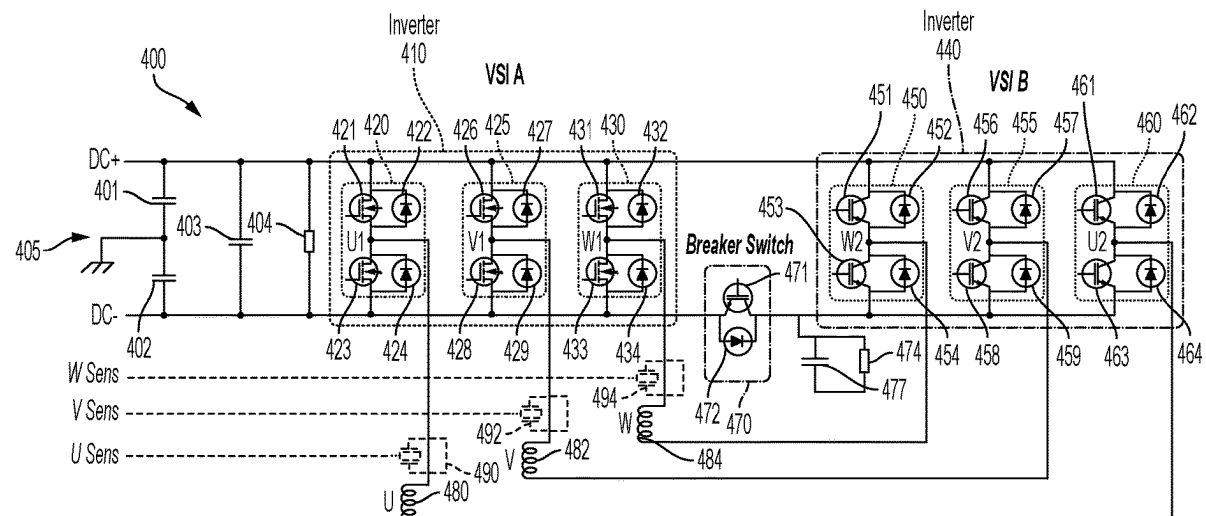 Inverter
410
Inverter
440
400
VSI A
VSI B
461
451
450
452
456
455
457
460
462
421
420
422
426
425
427
431
430
432
DC+
401
403
404
405
453
U1
V1
W1
Breaker Switch
471
W2
V2
U2
DC-
402
423
424
428
429
433
434
472
470
477
474
454
458
459
463
464
W Sens
V Sens
U Sens
494
492
490
W
484
V
482
U
480